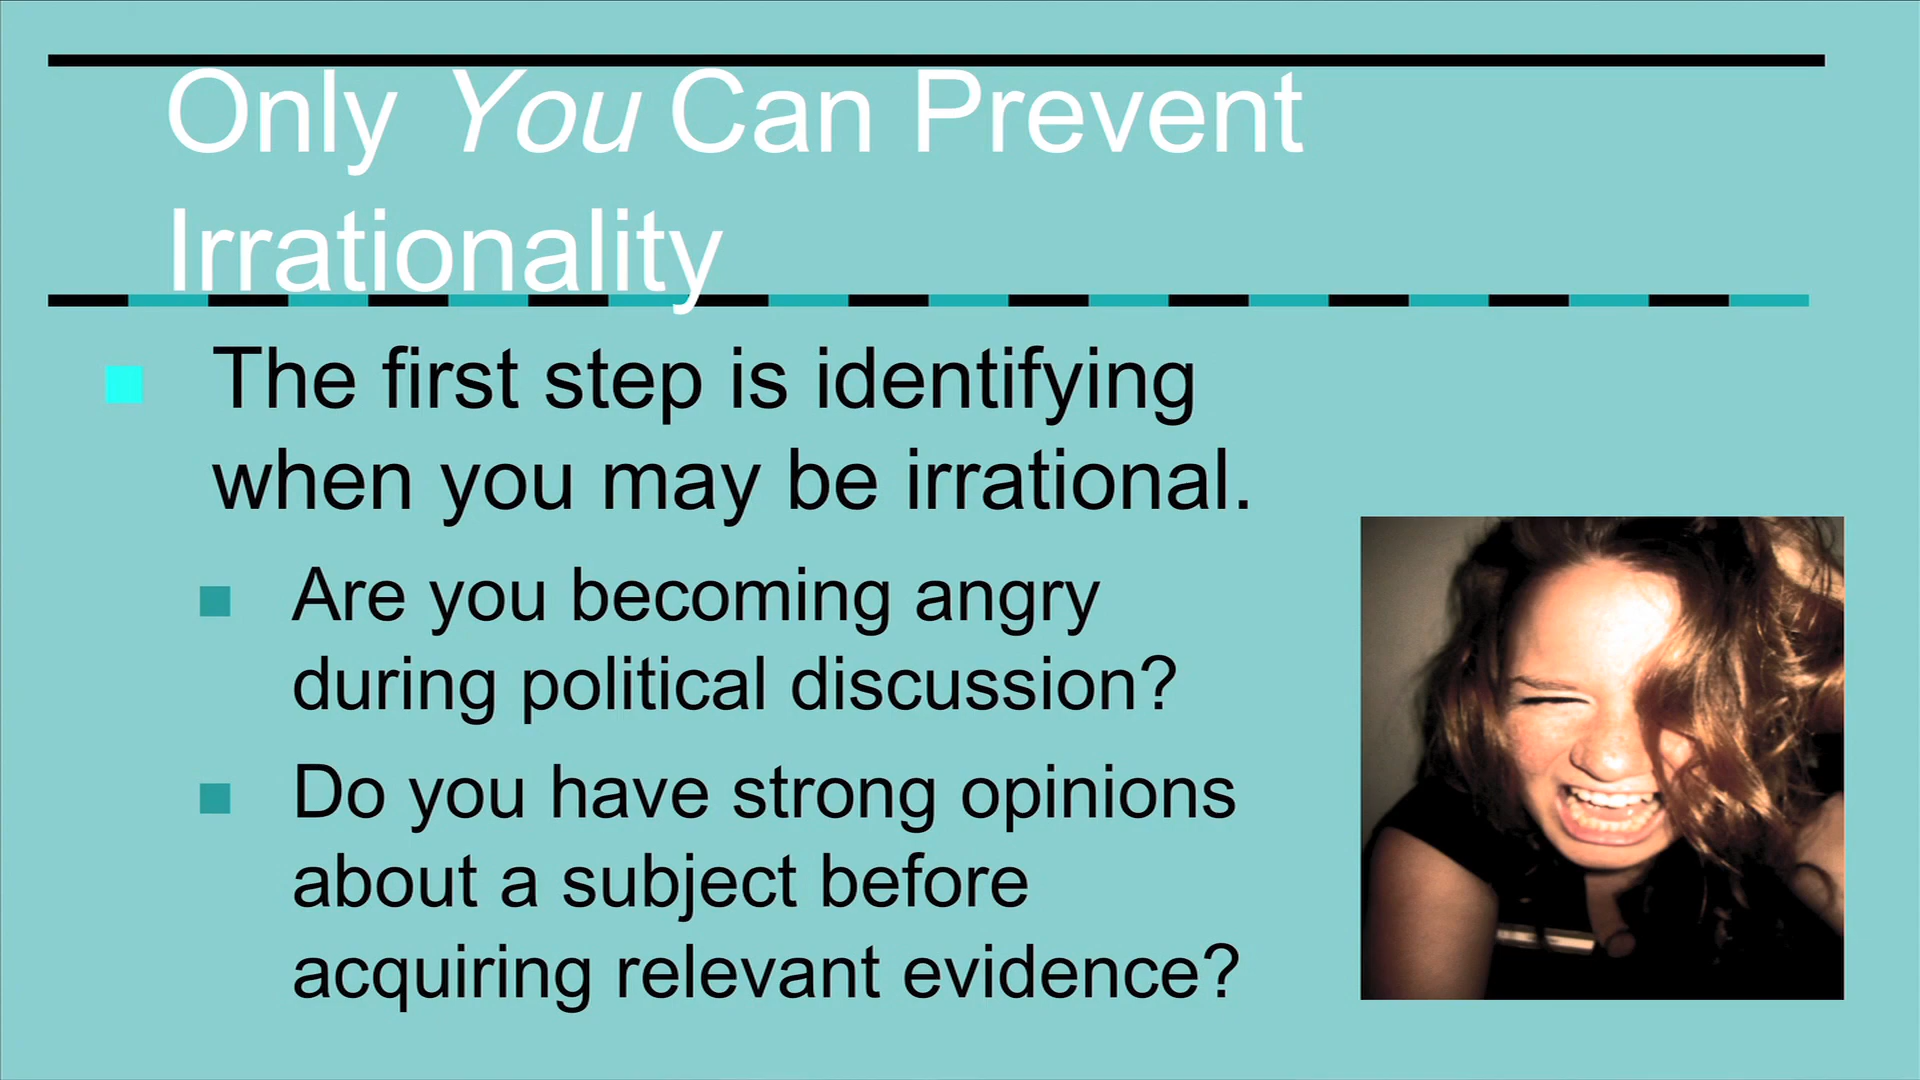 Only You Can Prevent
Irrationality
The first step is identifying
when you may be irrational.
Are you becoming angry
during political discussion?
Do you have strong opinions
about a subject before
acquiring relevant evidence?